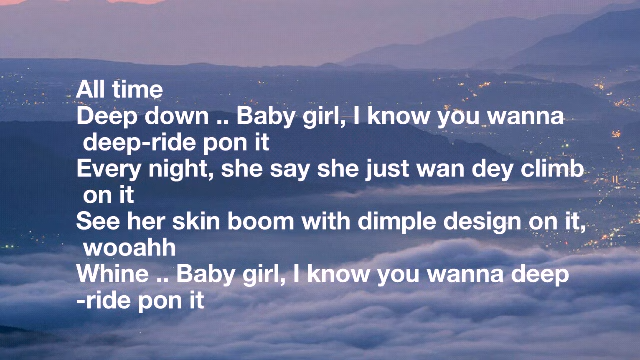 All time
Deep down .. Baby girl, I know you wanna
deep-ride pon it
Every night, she say she just wan dey climb
on it
See her skin boom with dimple design on it,
wooahh
Whine .. Baby girl, I know you wanna deep
-ride pon it